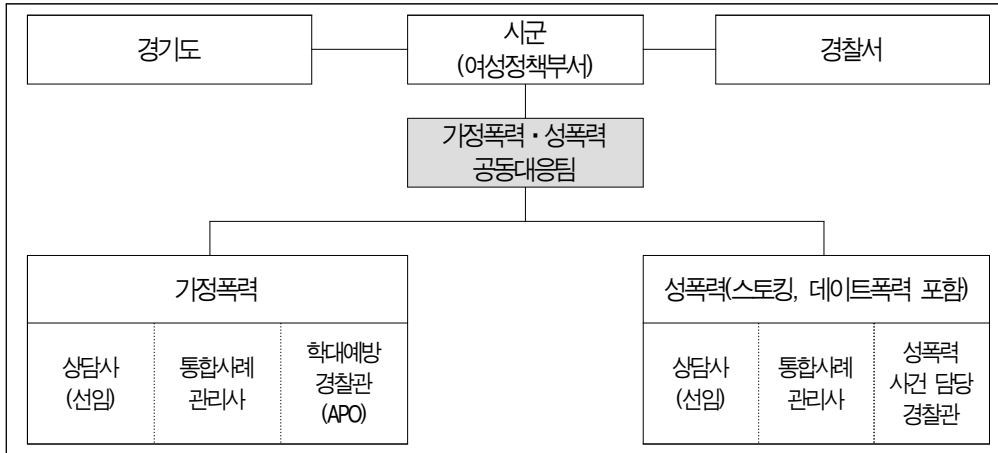 경기도
시군
(여성정책부서)
경찰서
가정폭력・성폭력
공동대응팀
가정폭력
상담사
(선임)
통합사례
관리사
학대예방
경찰관
(APO)
성폭력(스토킹, 데이트폭력 포함)
상담사
(선임)
통합사례
관리사
성폭력
사건 담당
경찰관